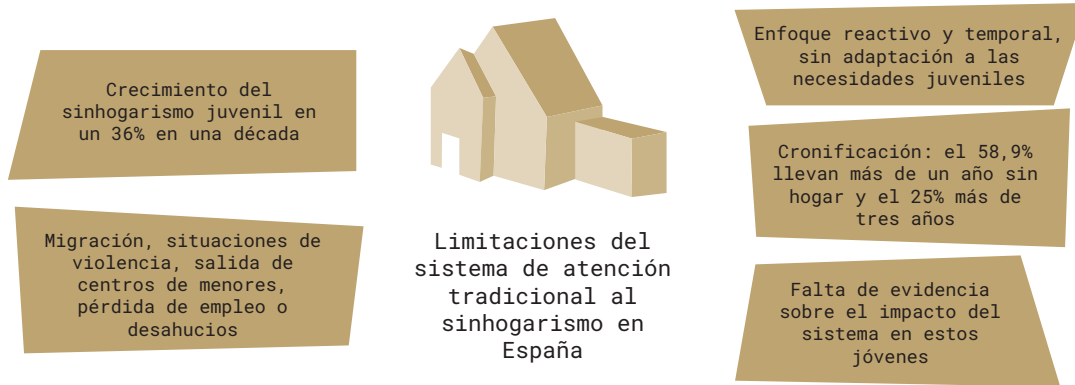 Crecimiento del
sinhogarismo juvenil en
un 36% en una década
Migración, situaciones de
violencia, salida de
centros de menores,
pérdida de empleo o
desahucios
Limitaciones del
sistema de atención
tradicional al
sinhogarismo en
España
Enfoque reactivo y temporal,
sin adaptación a las
necesidades juveniles
Cronificación: el 58,9%
llevan más de un año sin
hogar y el 25% más de
tres años
Falta de evidencia
sobre el impacto del
sistema en estos
jóvenes